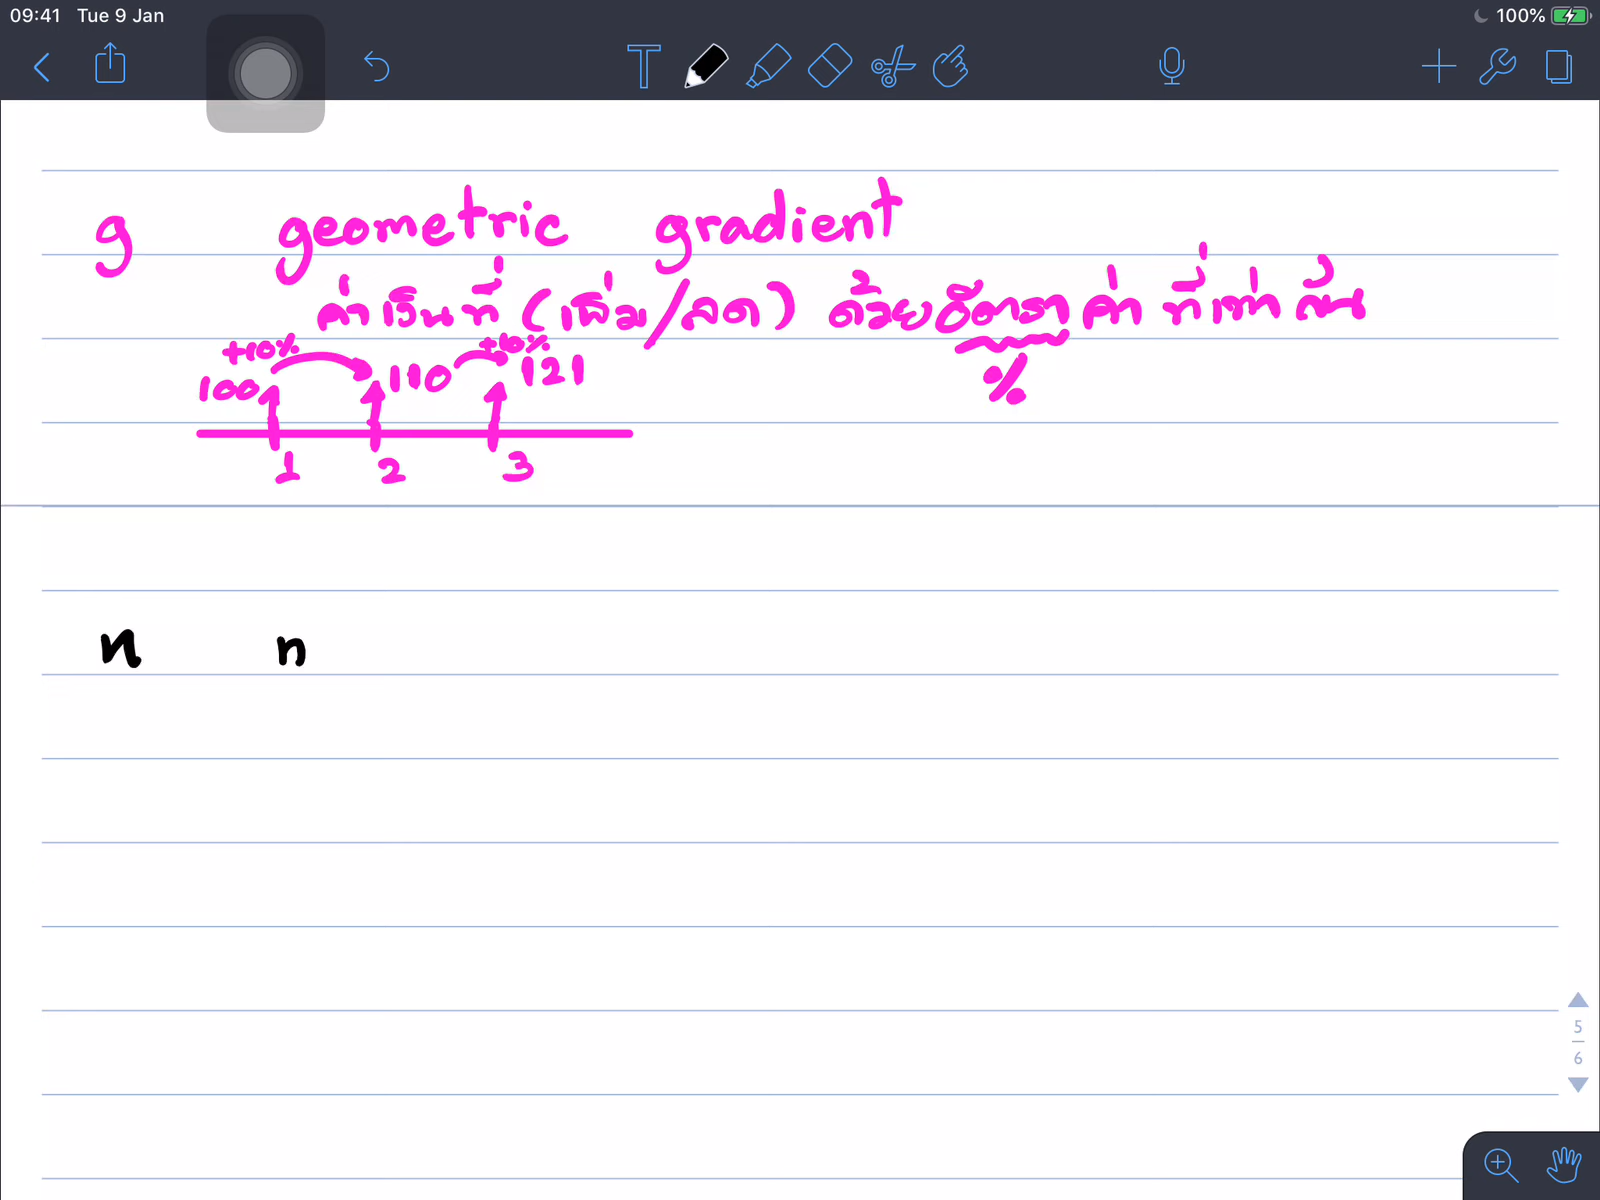 09:41 Tue 9 Jan 100%
g geometric gradient
ค่าเงินที่ (เพิ่ม/ลด) ด้วยอัตราค่า ที่เท่ากัน
+10% +10% %
100 110 121
1 2 3
n n
5
6